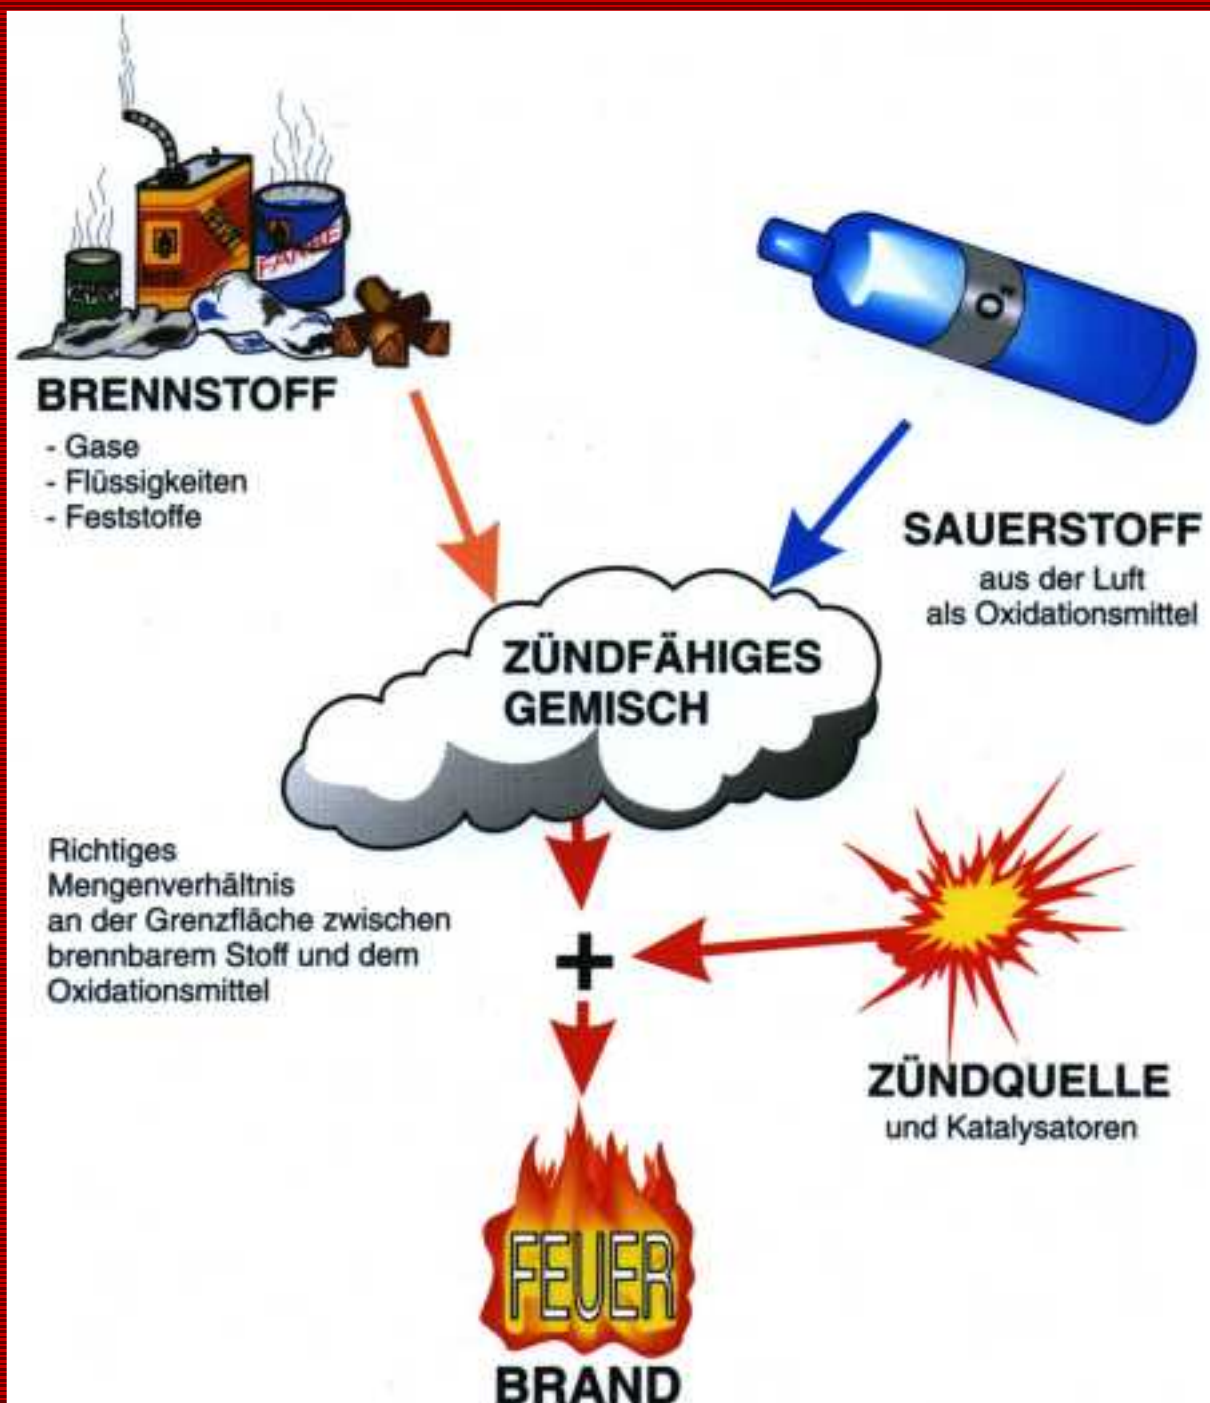 FARBE
O₂
BRENNSTOFF
- Gase
- Flüssigkeiten
- Feststoffe
SAUERSTOFF
aus der Luft
als Oxidationsmittel
ZÜNDFÄHIGES
GEMISCH
Richtiges
Mengenverhältnis
an der Grenzfläche zwischen
brennbarem Stoff und dem
Oxidationsmittel
ZÜNDQUELLE
und Katalysatoren
FEUER
BRAND